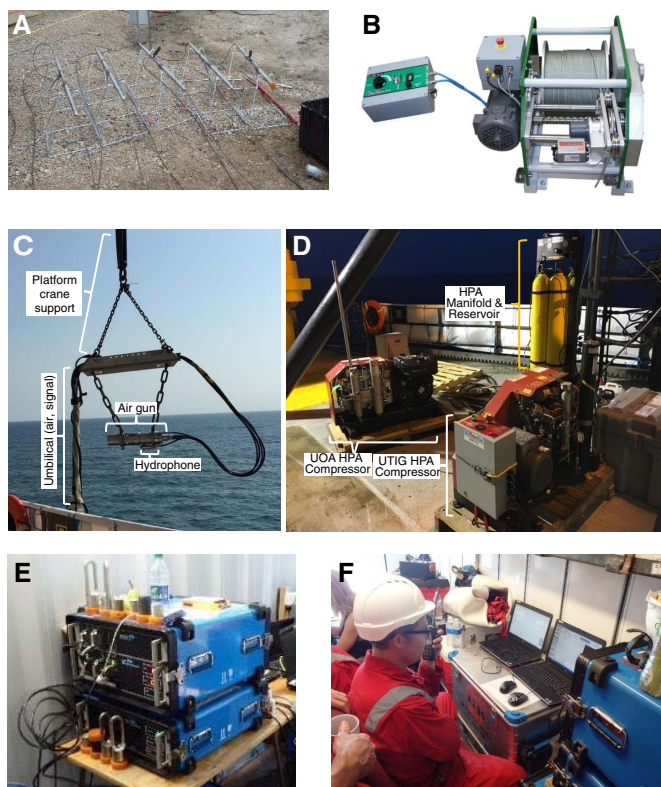 A
B
C
Platform
crane
support
Umbilical (air, signal)
Air gun
Hydrophone
D
HPA
Manifold &
Reservoir
UOA HPA
Compressor
UTIG HPA
Compressor
E
F